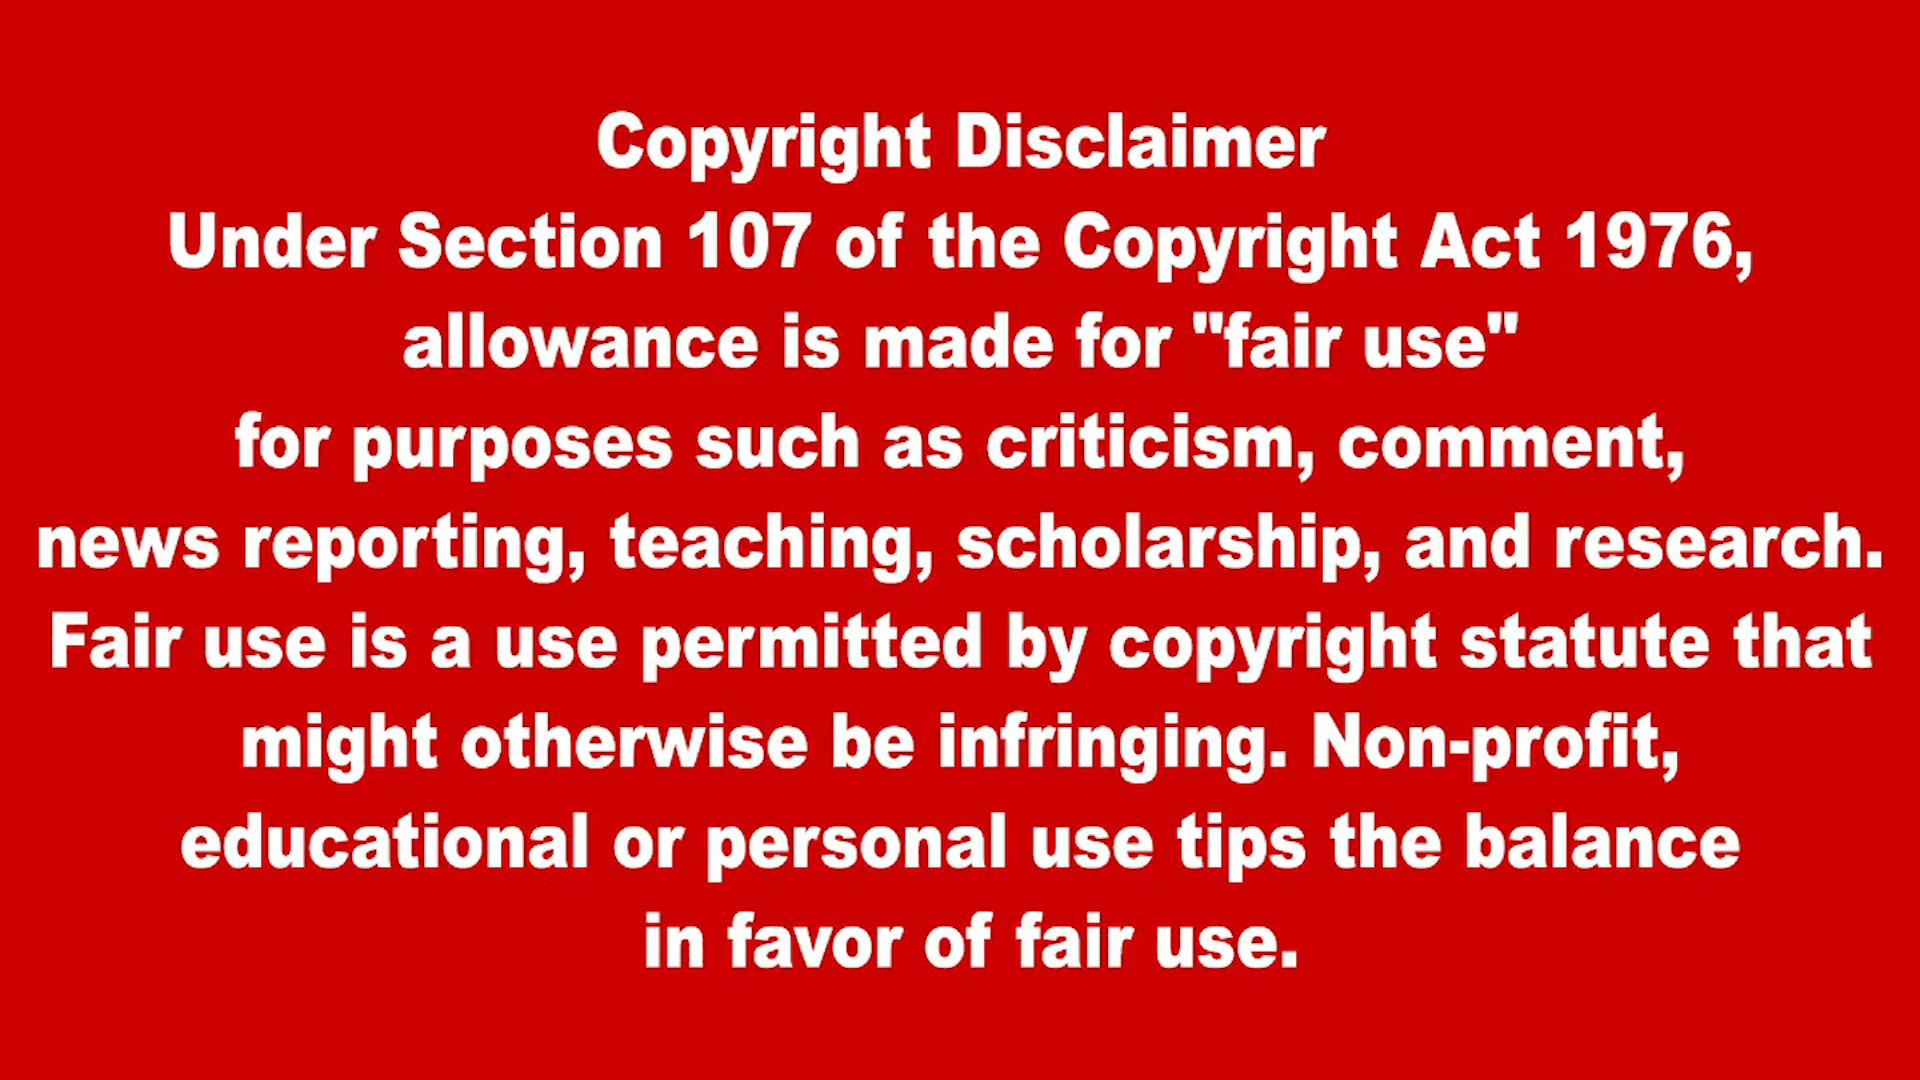 Copyright Disclaimer
Under Section 107 of the Copyright Act 1976,
allowance is made for "fair use"
for purposes such as criticism, comment,
news reporting, teaching, scholarship, and research.
Fair use is a use permitted by copyright statute that
might otherwise be infringing. Non-profit,
educational or personal use tips the balance
in favor of fair use.